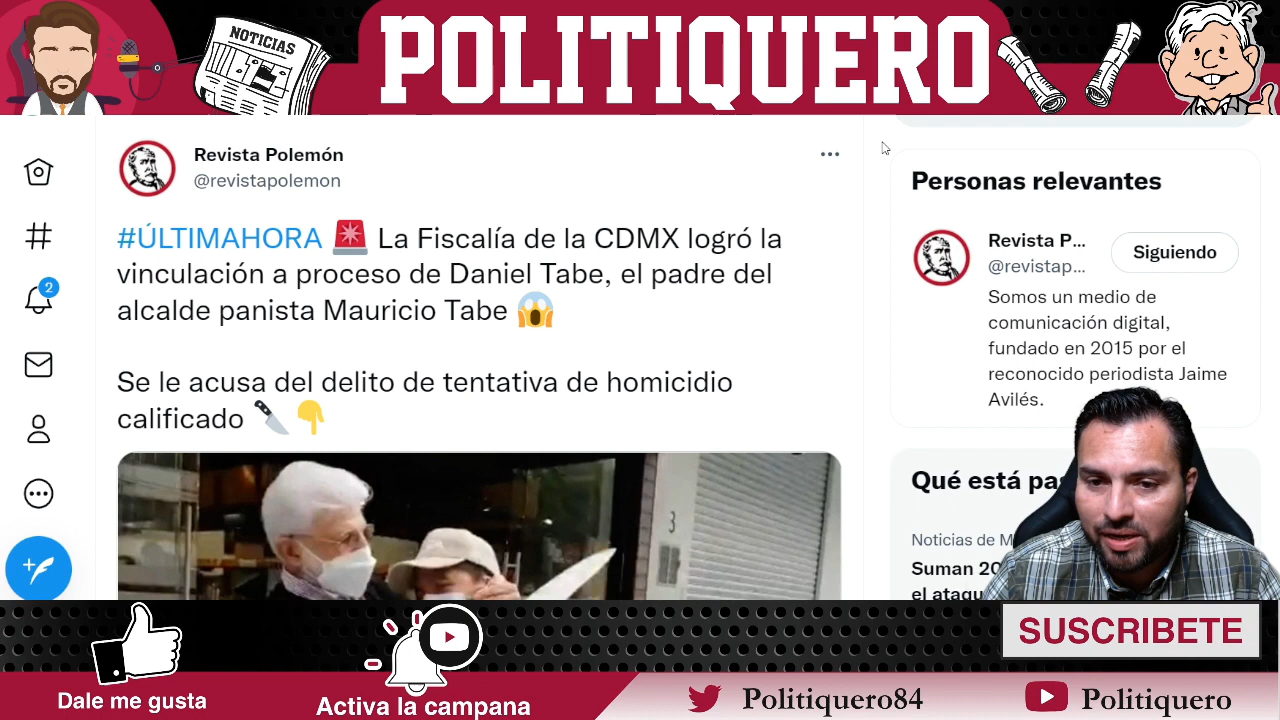 NOTICIAS
POLITIQUERO
Revista Polemón
@revistapolemon
#ÚLTIMAHORA 🚨 La Fiscalía de la CDMX logró la
vinculación a proceso de Daniel Tabe, el padre del
alcalde panista Mauricio Tabe 😱
Se le acusa del delito de tentativa de homicidio
calificado 🔪👇
3
2
Personas relevantes
Revista P...
@revistap...
Siguiendo
Somos un medio de
comunicación digital,
fundado en 2015 por el
reconocido periodista Jaime
Avilés.
Qué está
Noticias de
Suman 20
el
SUSCRIBETE
Dale me gusta
Activa la campana
Politiquero84
Politiquero